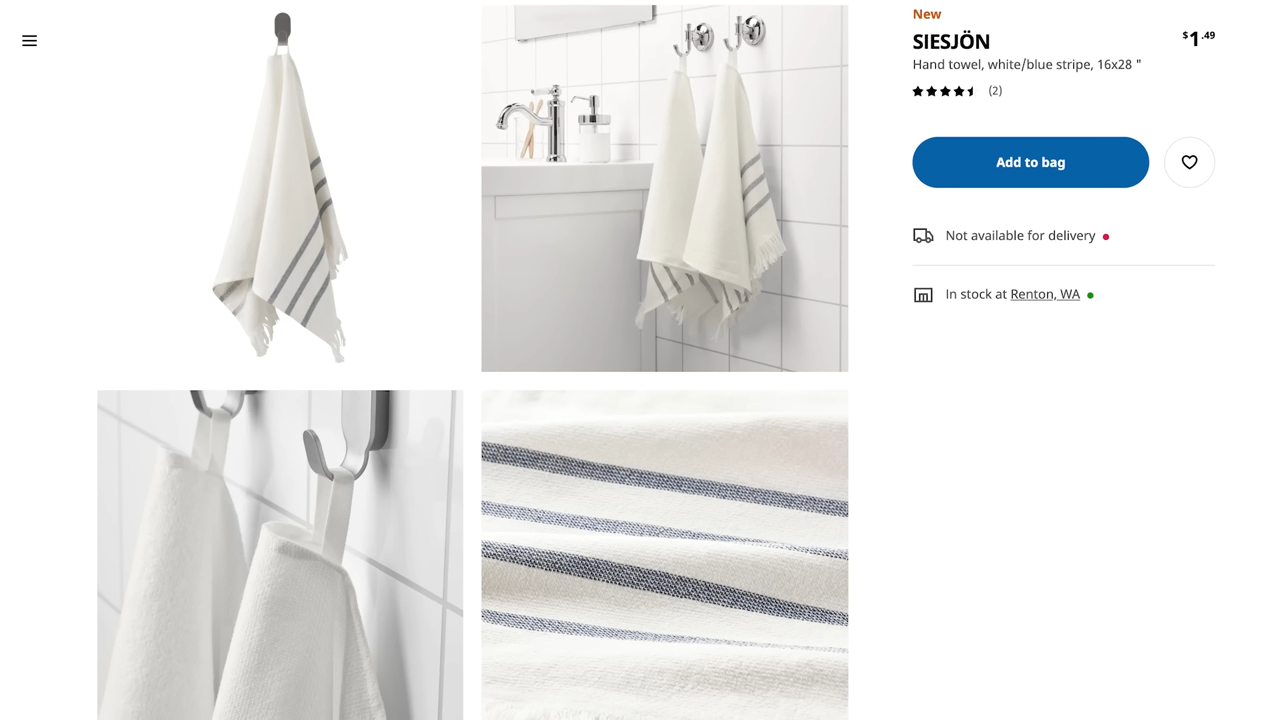 New
SIESJÖN
$1.49
Hand towel, white/blue stripe, 16x28 "
(2)
Add to bag
Not available for delivery
In stock at Renton, WA